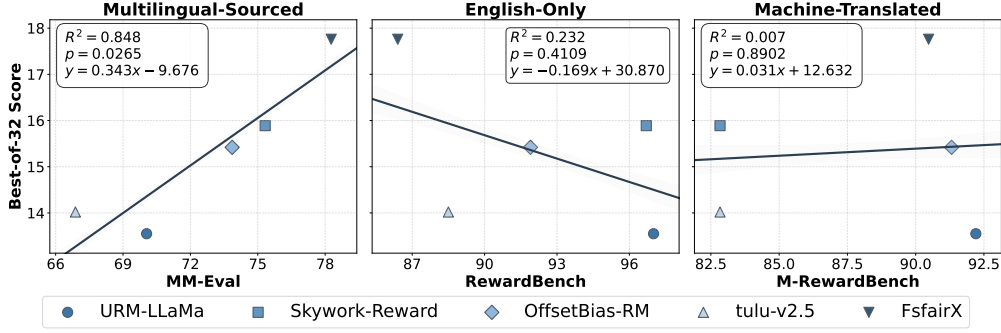 Multilingual-Sourced
R² = 0.848
p = 0.0265
y = 0.343x − 9.676
18
17
16
15
14
Best-of-32 Score
66 69 72 75 78
MM-Eval
English-Only
R² = 0.232
p = 0.4109
y = −0.169x + 30.870
87 90 93 96
RewardBench
Machine-Translated
R² = 0.007
p = 0.8902
y = 0.031x + 12.632
82.5 85.0 87.5 90.0 92.5
M-RewardBench
URM-LLaMa Skywork-Reward OffsetBias-RM tulu-v2.5 FsfairX